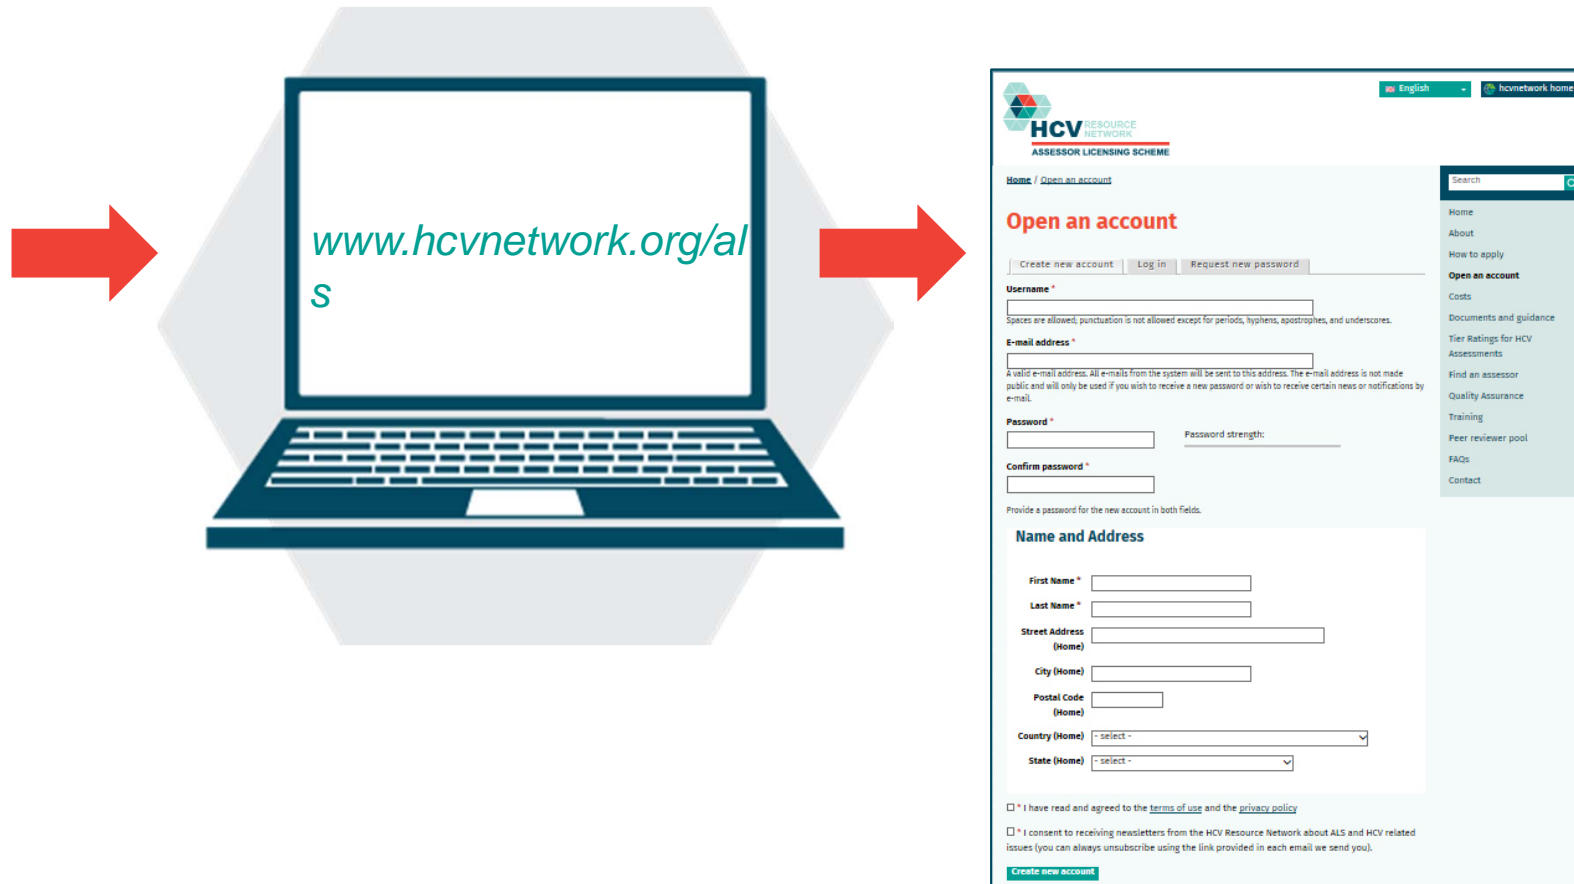 www.hcvnetwork.org/al
s
English
hcvnetwork home
HCV RESOURCE NETWORK
ASSESSOR LICENSING SCHEME
Home / Open an account
Open an account
Create new account
Log in
Request new password
Username *
Spaces are allowed; punctuation is not allowed except for periods, hyphens, apostrophes, and underscores.
E-mail address *
A valid e-mail address. All e-mails from the system will be sent to this address. The e-mail address is not made
public and will only be used if you wish to receive a new password or wish to receive certain news or notifications by
e-mail.
Password *
Password strength:
Confirm password *
Provide a password for the new account in both fields.
Name and Address
First Name *
Last Name *
Street Address
(Home)
City (Home)
Postal Code
(Home)
Country (Home) - select -
State (Home) - select -
* I have read and agreed to the terms of use and the privacy policy
* I consent to receiving newsletters from the HCV Resource Network about ALS and HCV related
issues (you can always unsubscribe using the link provided in each email we send you).
Create new account
Search
Home
About
How to apply
Open an account
Costs
Documents and guidance
Tier Ratings for HCV
Assessments
Find an assessor
Quality Assurance
Training
Peer reviewer pool
FAQs
Contact